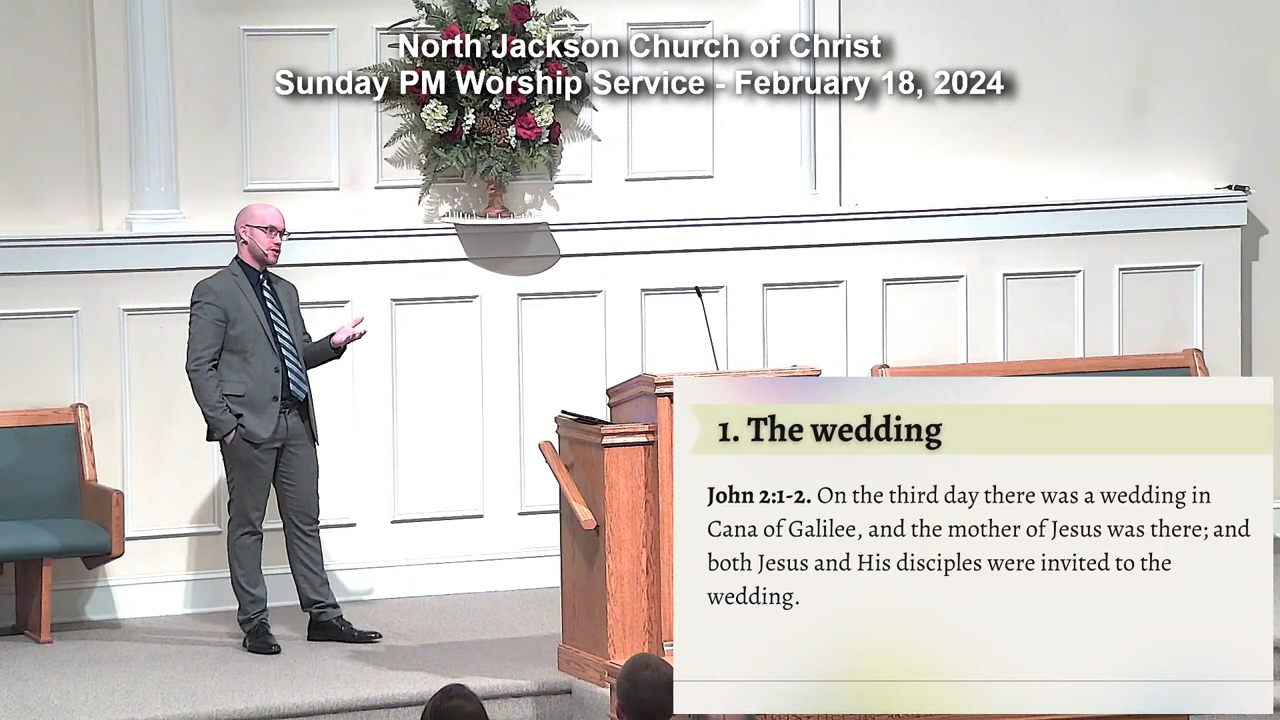 North Jackson Church of Christ
Sunday PM Worship Service - February 18, 2024
1. The wedding
John 2:1-2. On the third day there was a wedding in
Cana of Galilee, and the mother of Jesus was there; and
both Jesus and His disciples were invited to the
wedding.